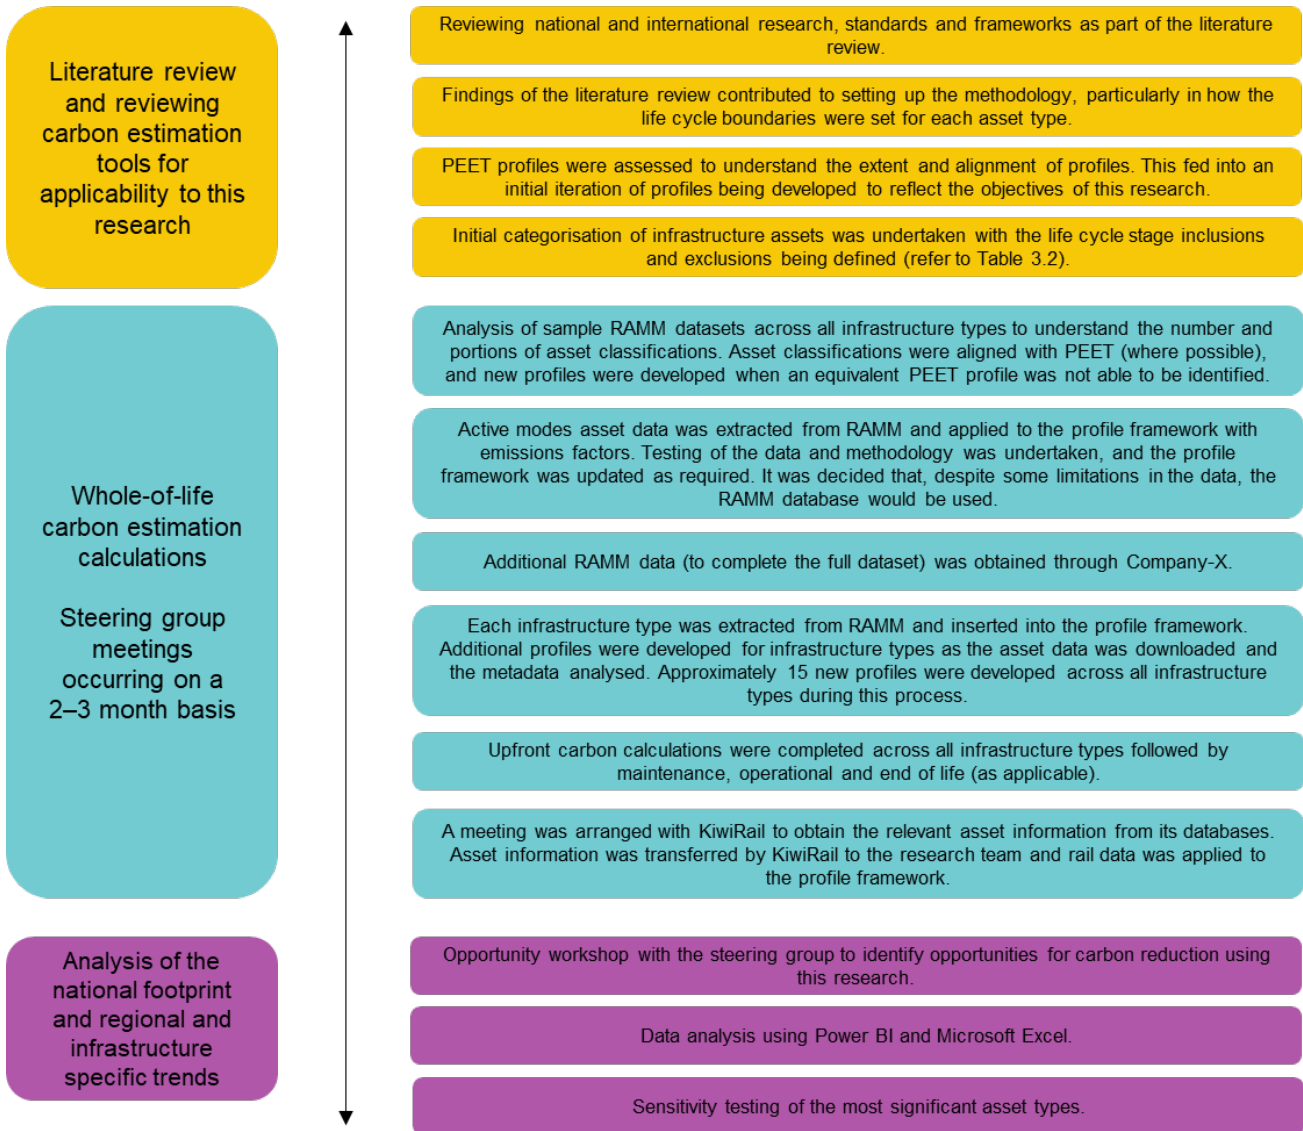 Literature review
and reviewing
carbon estimation
tools for
applicability to this
research
Reviewing national and international research, standards and frameworks as part of the literature
review.
Findings of the literature review contributed to setting up the methodology, particularly in how the
life cycle boundaries were set for each asset type.
PEET profiles were assessed to understand the extent and alignment of profiles. This fed into an
initial iteration of profiles being developed to reflect the objectives of this research.
Initial categorisation of infrastructure assets was undertaken with the life cycle stage inclusions
and exclusions being defined (refer to Table 3.2).
Whole-of-life
carbon estimation
calculations
Steering group
meetings
occurring on a
2–3 month basis
Analysis of sample RAMM datasets across all infrastructure types to understand the number and
portions of asset classifications. Asset classifications were aligned with PEET (where possible),
and new profiles were developed when an equivalent PEET profile was not able to be identified.
Active modes asset data was extracted from RAMM and applied to the profile framework with
emissions factors. Testing of the data and methodology was undertaken, and the profile
framework was updated as required. It was decided that, despite some limitations in the data, the
RAMM database would be used.
Additional RAMM data (to complete the full dataset) was obtained through Company-X.
Each infrastructure type was extracted from RAMM and inserted into the profile framework.
Additional profiles were developed for infrastructure types as the asset data was downloaded and
the metadata analysed. Approximately 15 new profiles were developed across all infrastructure
types during this process.
Upfront carbon calculations were completed across all infrastructure types followed by
maintenance, operational and end of life (as applicable).
A meeting was arranged with KiwiRail to obtain the relevant asset information from its databases.
Asset information was transferred by KiwiRail to the research team and rail data was applied to
the profile framework.
Analysis of the
national footprint
and regional and
infrastructure
specific trends
Opportunity workshop with the steering group to identify opportunities for carbon reduction using
this research.
Data analysis using Power BI and Microsoft Excel.
Sensitivity testing of the most significant asset types.